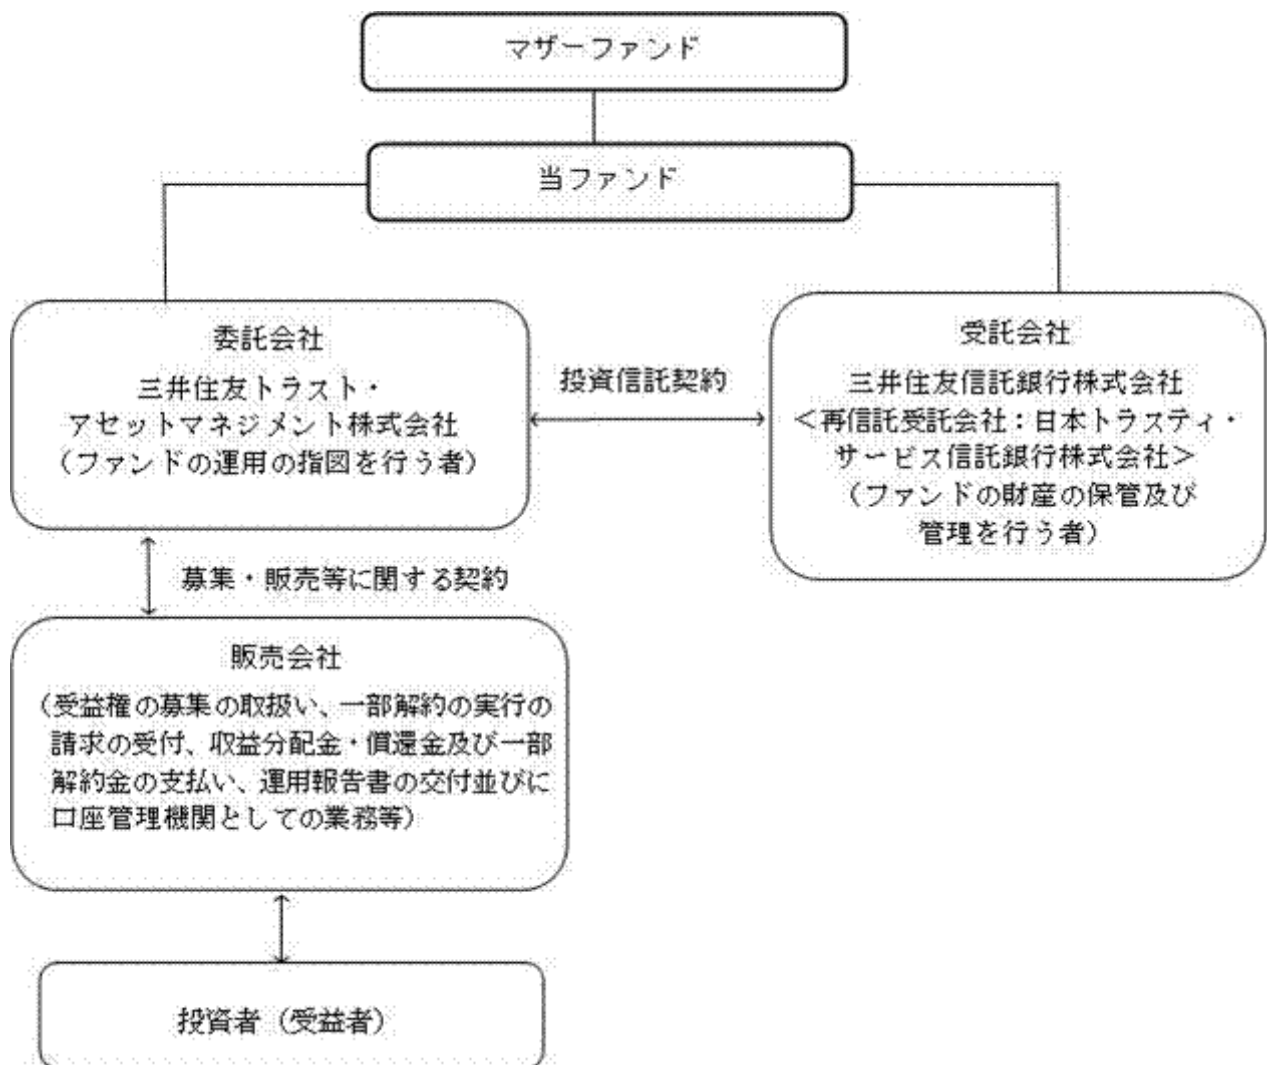 マザーファンド
当ファンド
委託会社
三井住友トラスト・
アセットマネジメント株式会社
（ファンドの運用の指図を行う者）
投資信託契約
受託会社
三井住友信託銀行株式会社
＜再信託受託会社：日本トラスティ・
サービス信託銀行株式会社＞
（ファンドの財産の保管及び
管理を行う者）
募集・販売等に関する契約
販売会社
（受益権の募集の取扱い、一部解約の実行の
請求の受付、収益分配金・償還金及び一部
解約金の支払い、運用報告書の交付並びに
口座管理機関としての業務等）
投資者（受益者）